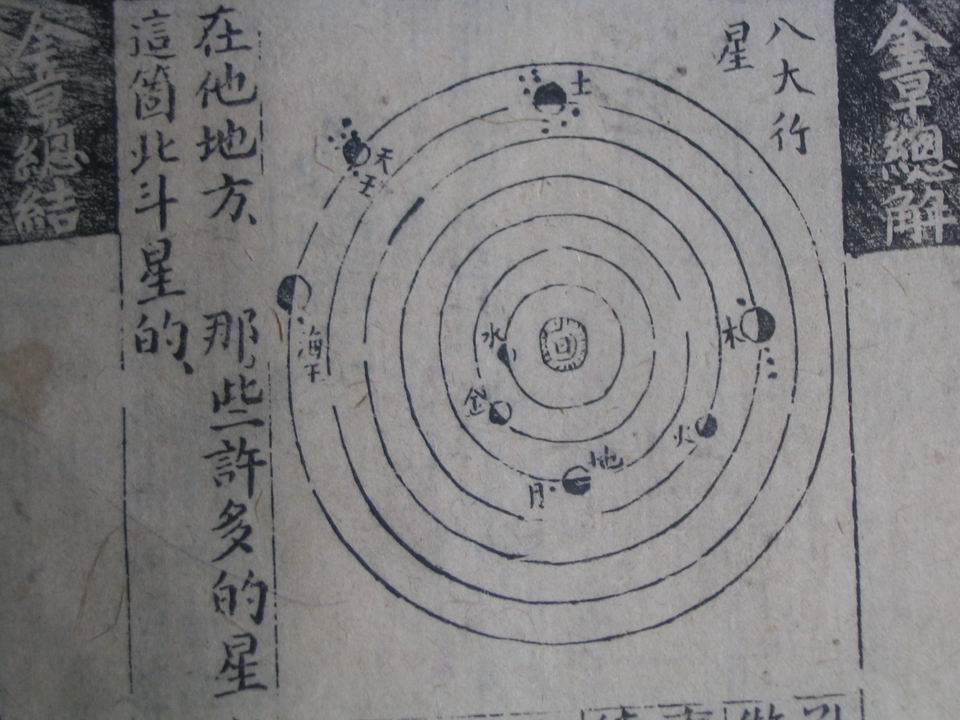 全章總解
八大行
星
土
天王
海王
木
水
日
金
火
地
月
在他地方、那些許多的星
這箇北斗星的、
全章總結